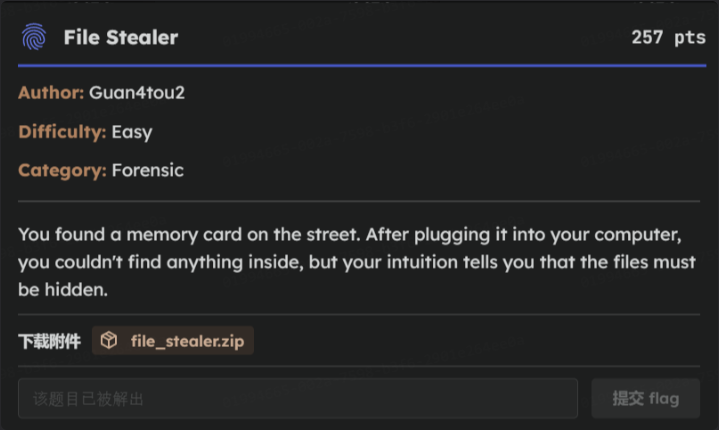 File Stealer 257 pts
Author: Guan4tou2
Difficulty: Easy
Category: Forensic
You found a memory card on the street. After plugging it into your computer,
you couldn't find anything inside, but your intuition tells you that the files must
be hidden.
下载附件 file_stealer.zip
该题目已被解出 提交 flag